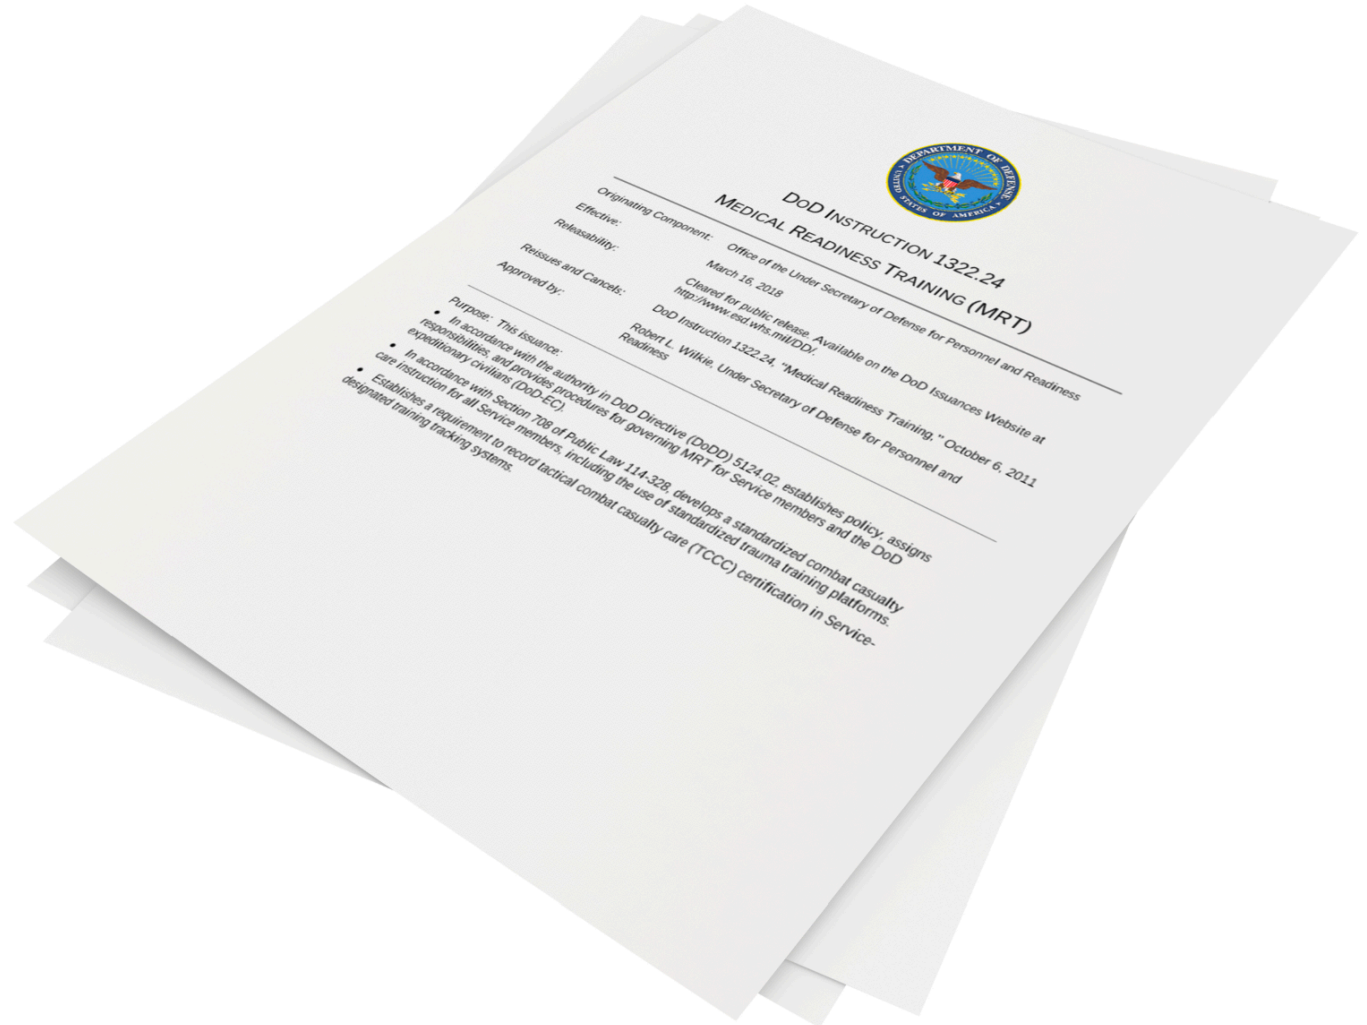 DEPARTMENT OF DEFENSE
UNITED STATES OF AMERICA
DOD INSTRUCTION 1322.24
MEDICAL READINESS TRAINING (MRT)
Originating Component: Office of the Under Secretary of Defense for Personnel and Readiness
Effective: March 16, 2018
Releasability: Cleared for public release. Available on the DoD Issuances Website at
http://www.esd.whs.mil/DD/.
Reissues and Cancels: DoD Instruction 1322.24, "Medical Readiness Training," October 6, 2011
Approved by: Robert L. Wilkie, Under Secretary of Defense for Personnel and
Readiness
Purpose: This issuance:
• In accordance with the authority in DoD Directive (DoDD) 5124.02, establishes policy, assigns
responsibilities, and provides procedures for governing MRT for Service members and the DoD
expeditionary civilians (DoD-EC).
• In accordance with Section 708 of Public Law 114-328, develops a standardized combat casualty
care instruction for all Service members, including the use of standardized trauma training platforms.
• Establishes a requirement to record tactical combat casualty care (TCCC) certification in Service-
designated training tracking systems.